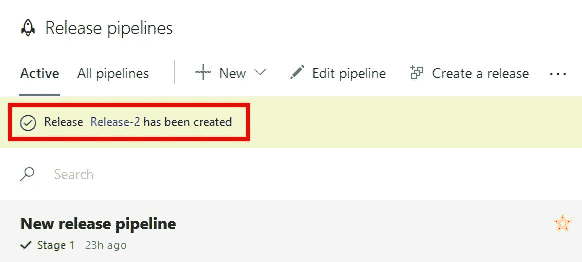 Release pipelines
Active All pipelines New Edit pipeline Create a release ...
Release Release-2 has been created
Search
New release pipeline
Stage 1 23h ago